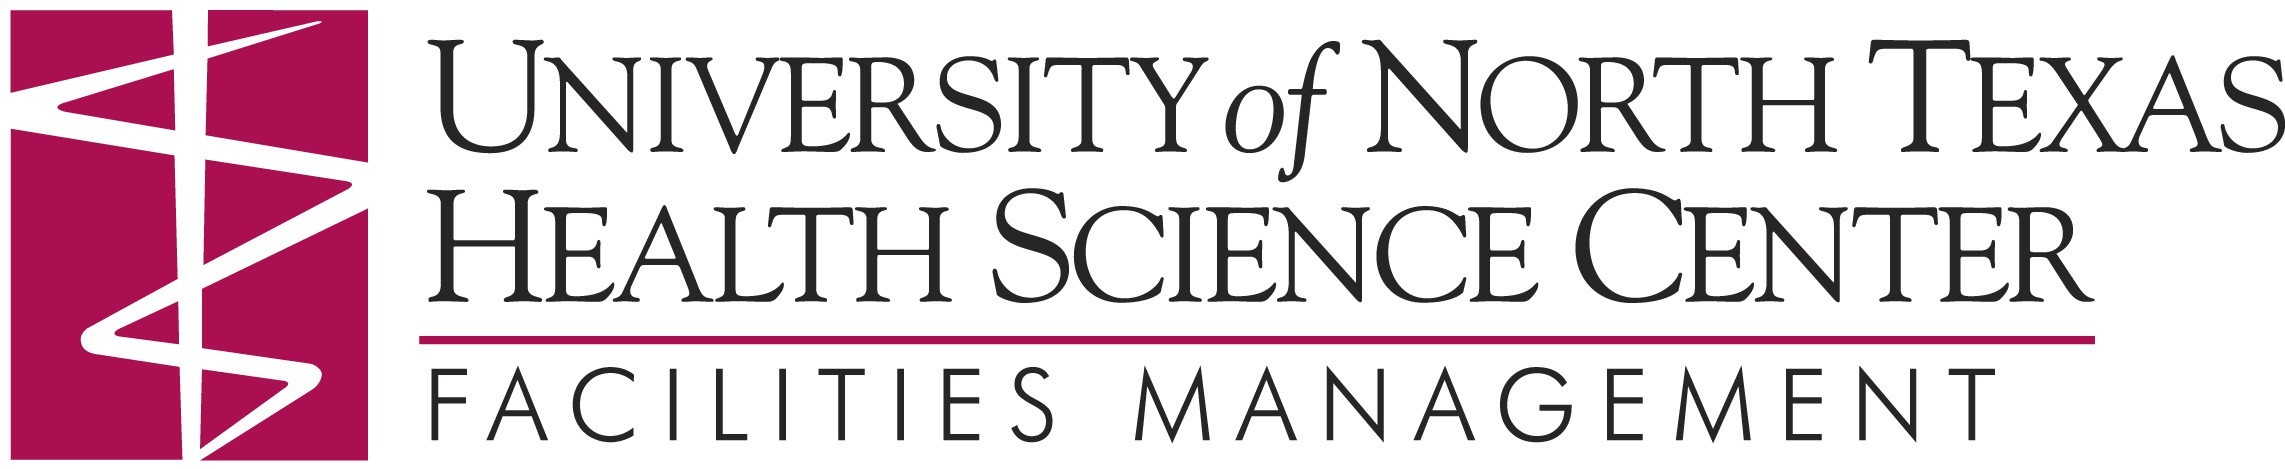 UNIVERSITY of NORTH TEXAS
HEALTH SCIENCE CENTER
FACILITIES MANAGEMENT